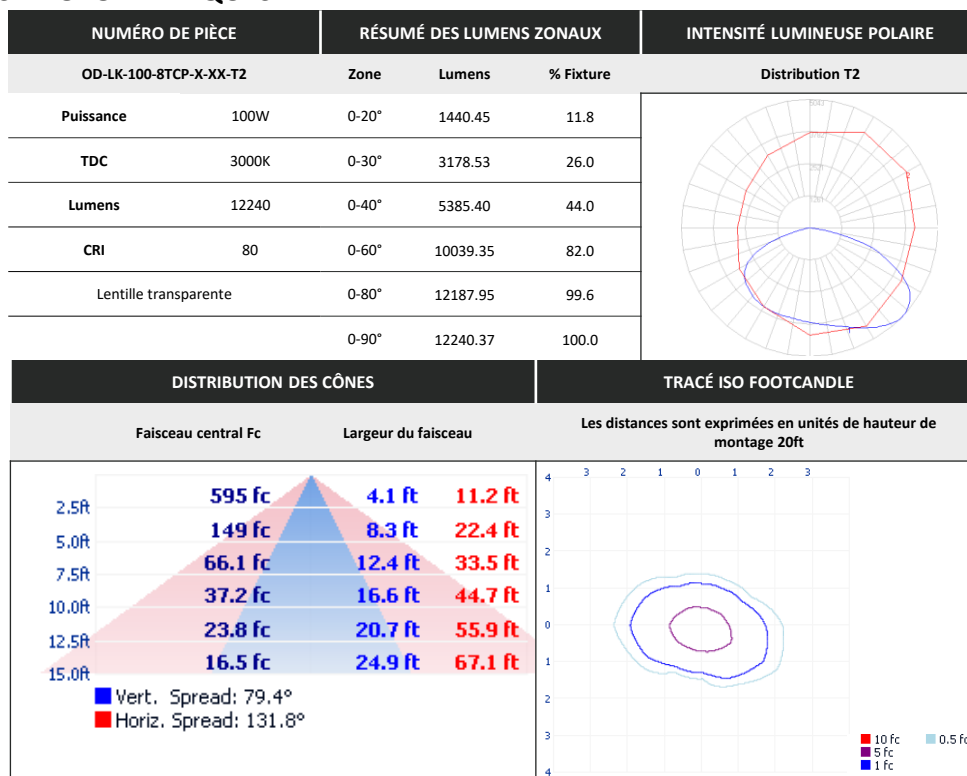 NUMÉRO DE PIÈCE
RÉSUMÉ DES LUMENS ZONAUX
INTENSITÉ LUMINEUSE POLAIRE
OD-LK-100-8TCP-X-XX-T2
Zone Lumens % Fixture
Distribution T2
Puissance 100W 0-20° 1440.45 11.8
TDC 3000K 0-30° 3178.53 26.0
Lumens 12240 0-40° 5385.40 44.0
CRI 80 0-60° 10039.35 82.0
Lentille transparente 0-80° 12187.95 99.6
0-90° 12240.37 100.0
DISTRIBUTION DES CÔNES
TRACÉ ISO FOOTCANDLE
Faisceau central Fc Largeur du faisceau
Les distances sont exprimées en unités de hauteur de
montage 20ft
595 fc 4.1 ft 11.2 ft
2.5ft
149 fc 8.3 ft 22.4 ft
5.0ft
66.1 fc 12.4 ft 33.5 ft
7.5ft
37.2 fc 16.6 ft 44.7 ft
10.0ft
23.8 fc 20.7 ft 55.9 ft
12.5ft
16.5 fc 24.9 ft 67.1 ft
15.0ft
Vert. Spread: 79.4°
Horiz. Spread: 131.8°
3 2 1 0 1 2 3
4
3
2
1
0
1
2
3
4
10 fc 0.5 fc
5 fc
1 fc